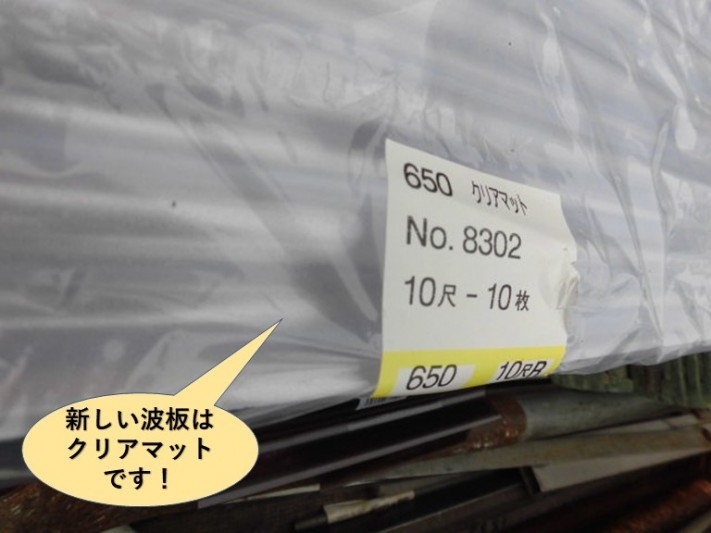 650 クリアマット
No. 8302
10尺 - 10枚
650 10尺R
新しい波板は
クリアマット
です！